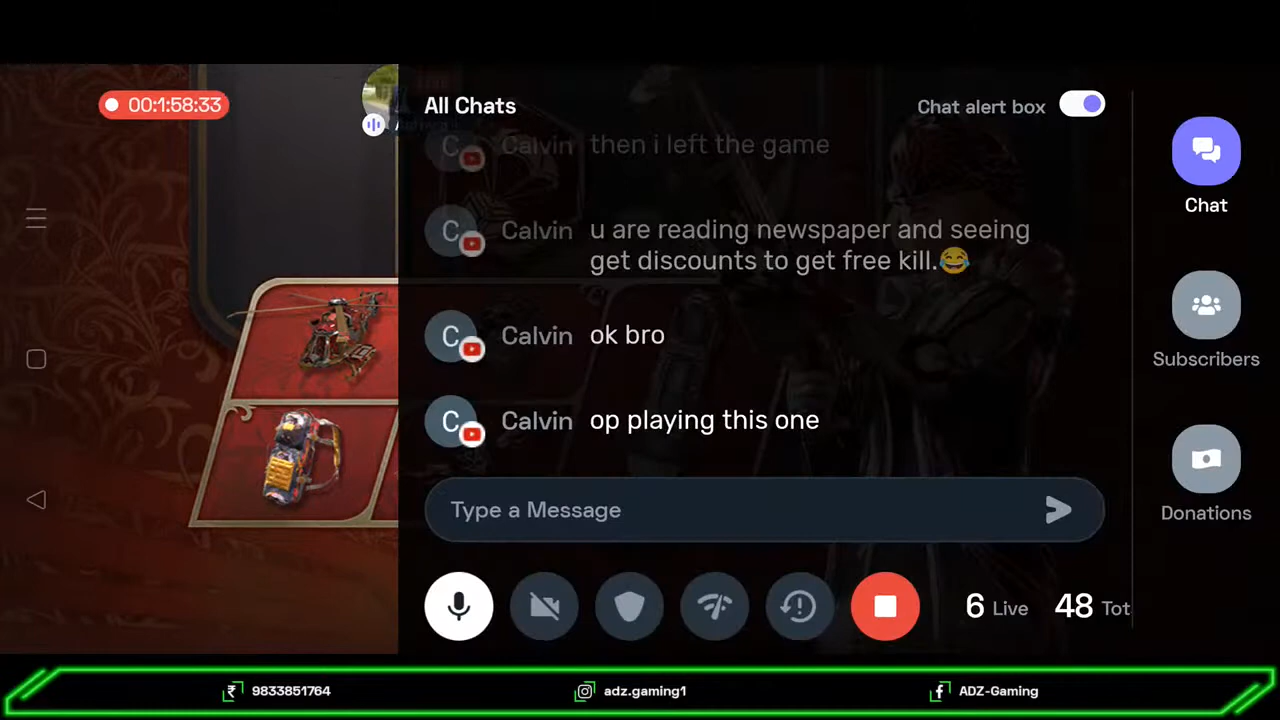 00:1:58:33
All Chats
Chat alert box
C Calvin then i left the game
C Calvin u are reading newspaper and seeing
get discounts to get free kill.😂
C Calvin ok bro
C Calvin op playing this one
Type a Message
6 Live 48 Tot
Chat
Subscribers
Donations
₹ 9833851764
adz.gaming1
ADZ-Gaming